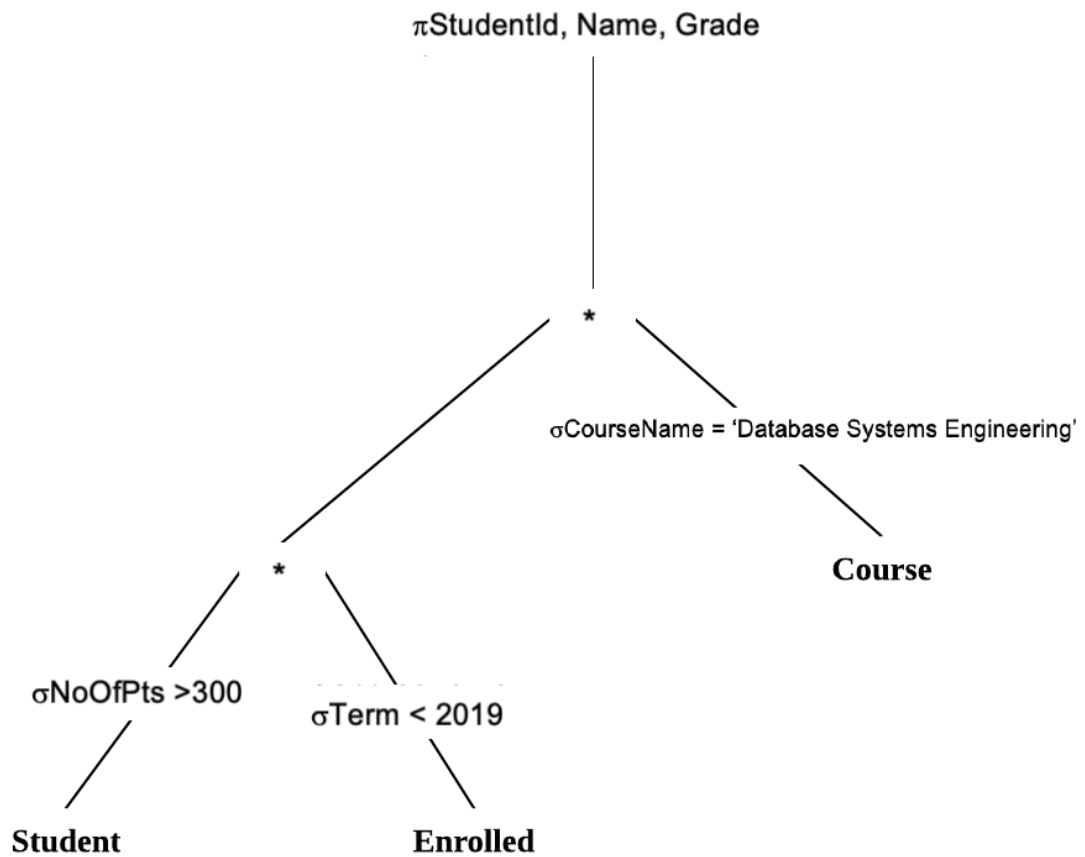 πStudentId, Name, Grade
*
σCourseName = ‘Database Systems Engineering’
*
Course
σNoOfPts >300
σTerm < 2019
Student
Enrolled